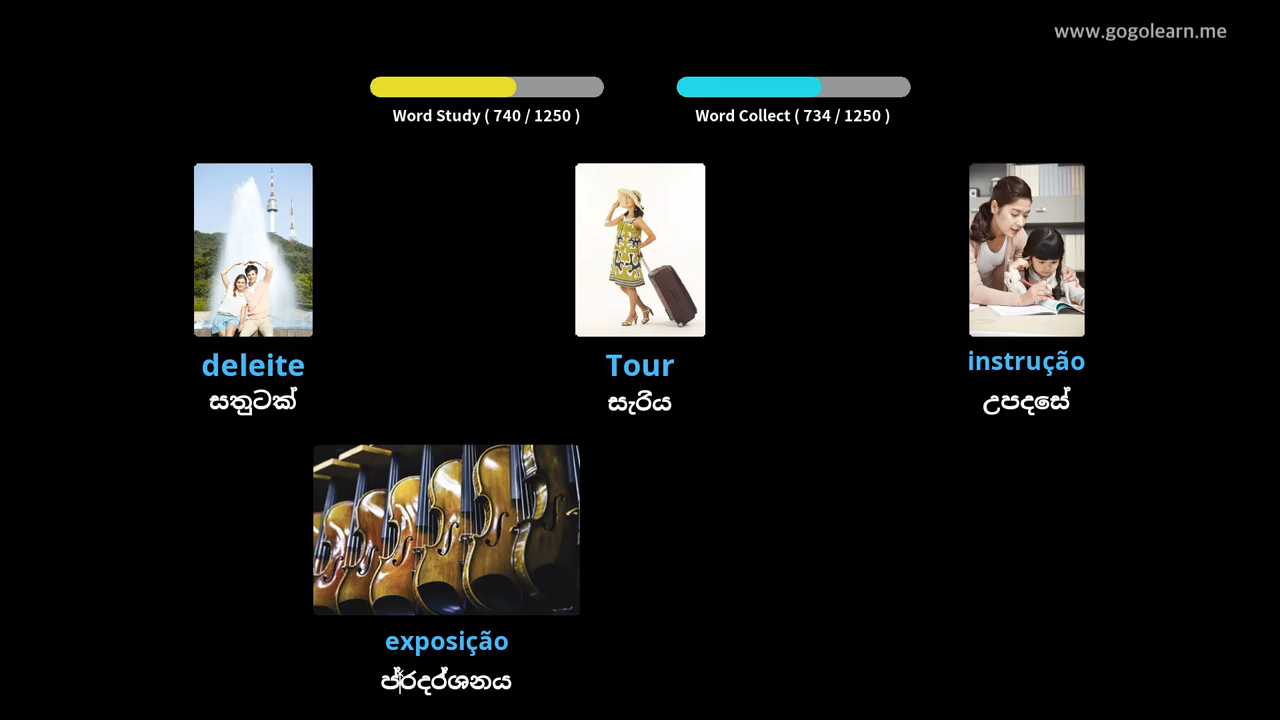 www.gogolearn.me
Word Study ( 740 / 1250 )
Word Collect ( 734 / 1250 )
deleite
සතුටක්
Tour
සැරිය
instrução
උපදසේ
exposição
ප්රදර්ශනය